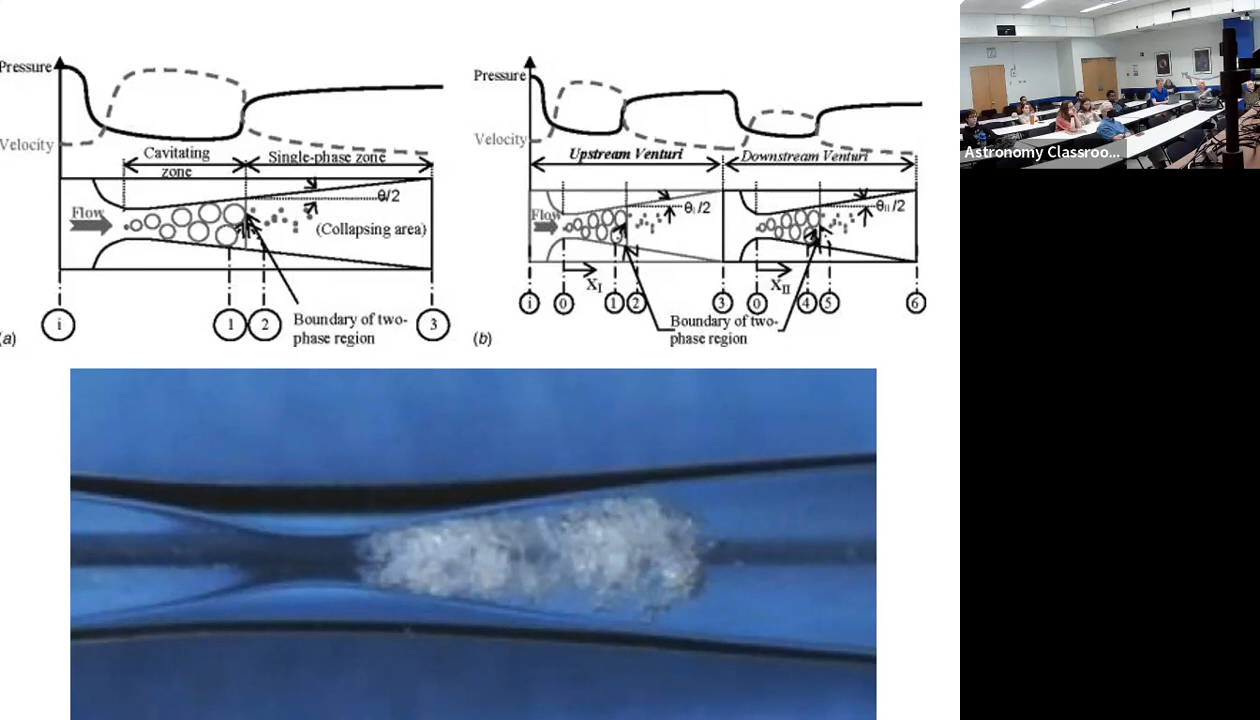 Pressure
Velocity
Cavitating
zone
Single-phase zone
θ/2
Flow
(Collapsing area)
i
1
2
3
Boundary of two-
phase region
(a)
Pressure
Velocity
Upstream Venturi
Downstream Venturi
Flow
θI/2
θII/2
XI
XII
i
0
1
2
3
0
4
5
6
Boundary of two-
phase region
(b)
Astronomy Classroo...